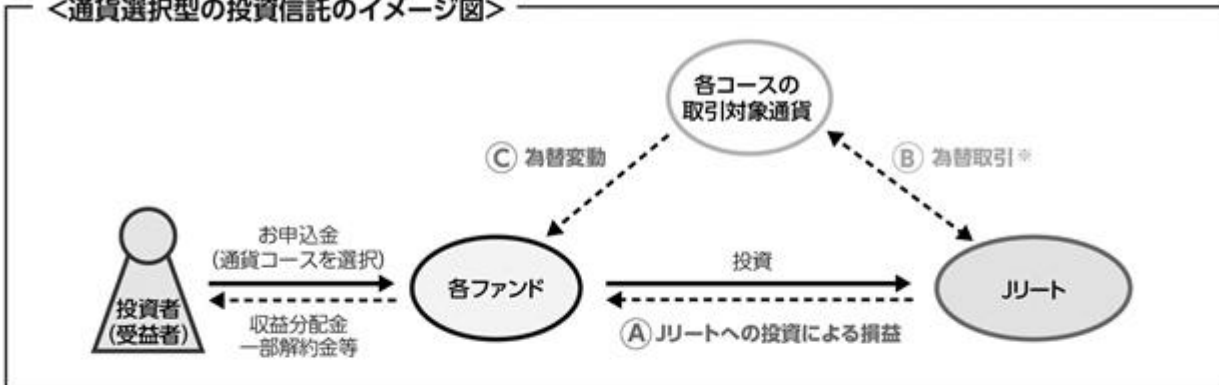 <通貨選択型の投資信託のイメージ図>
各コースの
取引対象通貨
Ⓒ 為替変動
Ⓑ 為替取引※
お申込金
(通貨コースを選択)
投資者
(受益者)
収益分配金
一部解約金等
各ファンド
投資
Ⓐ Jリートへの投資による損益
Jリート